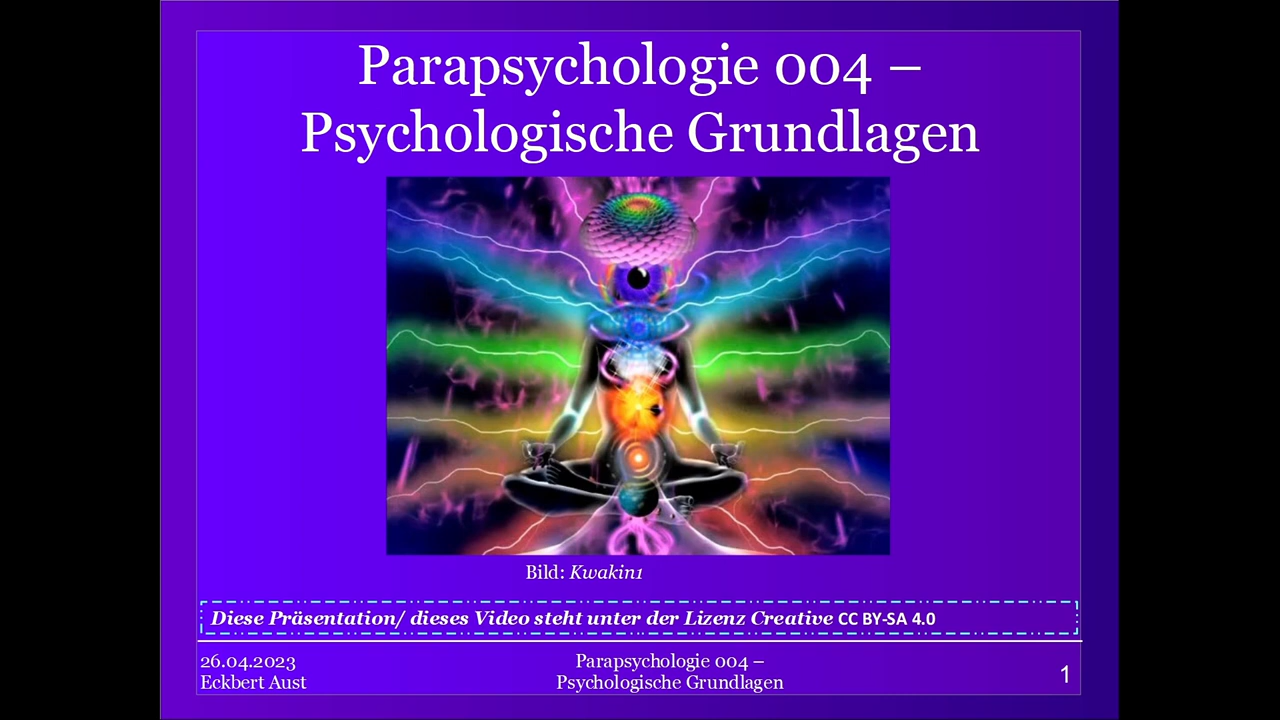 Parapsychologie 004 –
Psychologische Grundlagen
Bild: Kwakin1
Diese Präsentation/ dieses Video steht unter der Lizenz Creative CC BY-SA 4.0
26.04.2023
Eckbert Aust
Parapsychologie 004 –
Psychologische Grundlagen
1